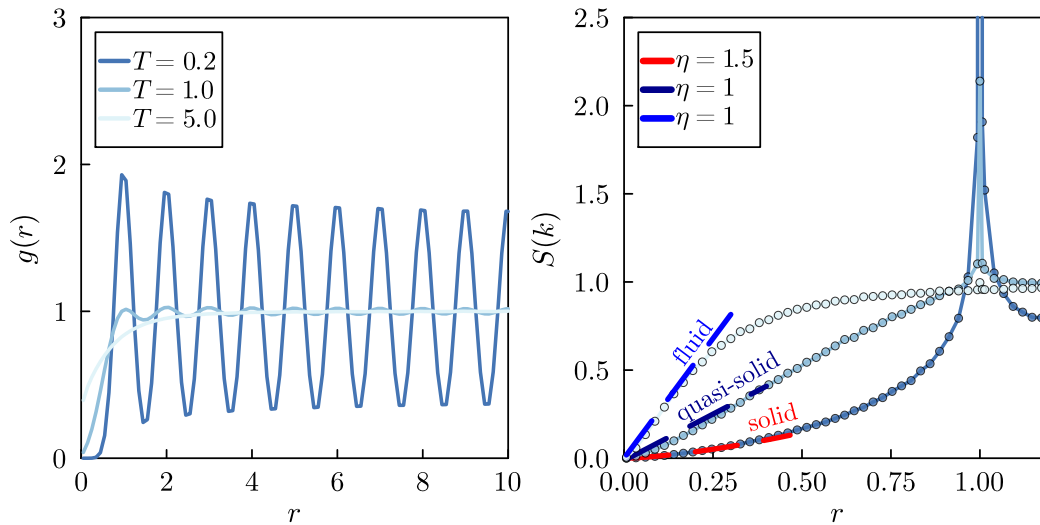 3
2
1
0
0
2
4
6
8
10
g(r)
r
T = 0.2
T = 1.0
T = 5.0
2.5
2.0
1.5
1.0
0.5
0.0
0.00
0.25
0.50
0.75
1.00
S(k)
r
η = 1.5
η = 1
η = 1
fluid
quasi-solid
solid